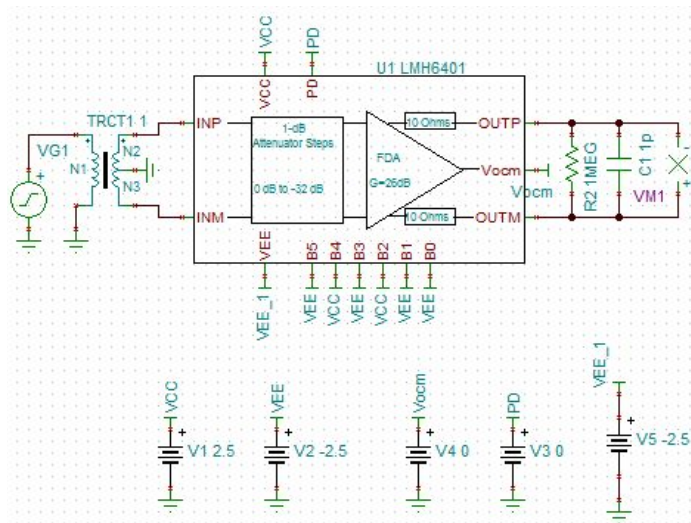 VCC
PD
U1 LMH6401
VCC
PD
TRCT1 1
VG1
+
N1
N2
N3
INP
INM
1-dB
Attenuator Steps
0 dB to -32 dB
10 Ohms
FDA
G=26dB
10 Ohms
OUTP
Vocm
OUTM
Vocm
R2 1MEG
C1 1p
-
+
VM1
VEE
B5
B4
B3
B2
B1
B0
VEE_1
VEE
VCC
VEE
VCC
VEE
VEE
VCC
+
V1 2.5
VEE
+
V2 -2.5
Vocm
+
V4 0
PD
+
V3 0
VEE_1
+
V5 -2.5